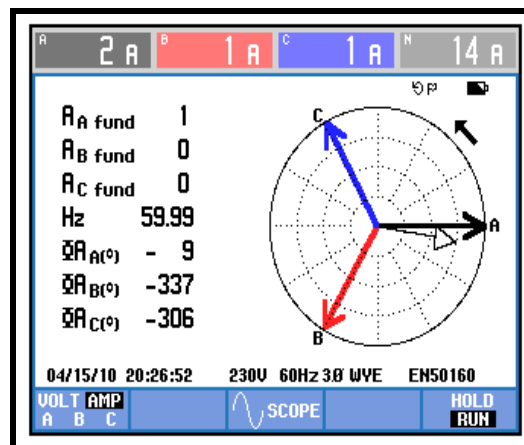 A 2 A B 1 A C 1 A N 14 A
A A fund 1
A B fund 0
A C fund 0
Hz 59.99
ΦA A(°) - 9
ΦA B(°) -337
ΦA C(°) -306
C
A
B
04/15/10 20:26:52 230V 60Hz 3.Ø WYE EN50160
VOLT AMP
A B C
SCOPE
HOLD
RUN